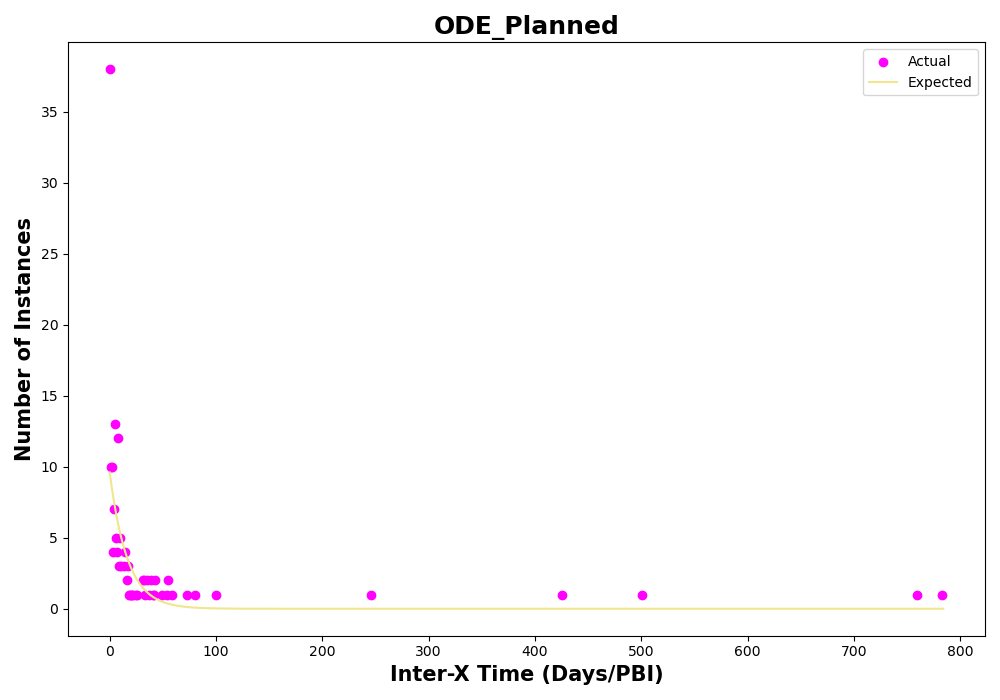 ODE_Planned
Actual
Expected
Number of Instances
35
30
25
20
15
10
5
0
0 100 200 300 400 500 600 700 800
Inter-X Time (Days/PBI)